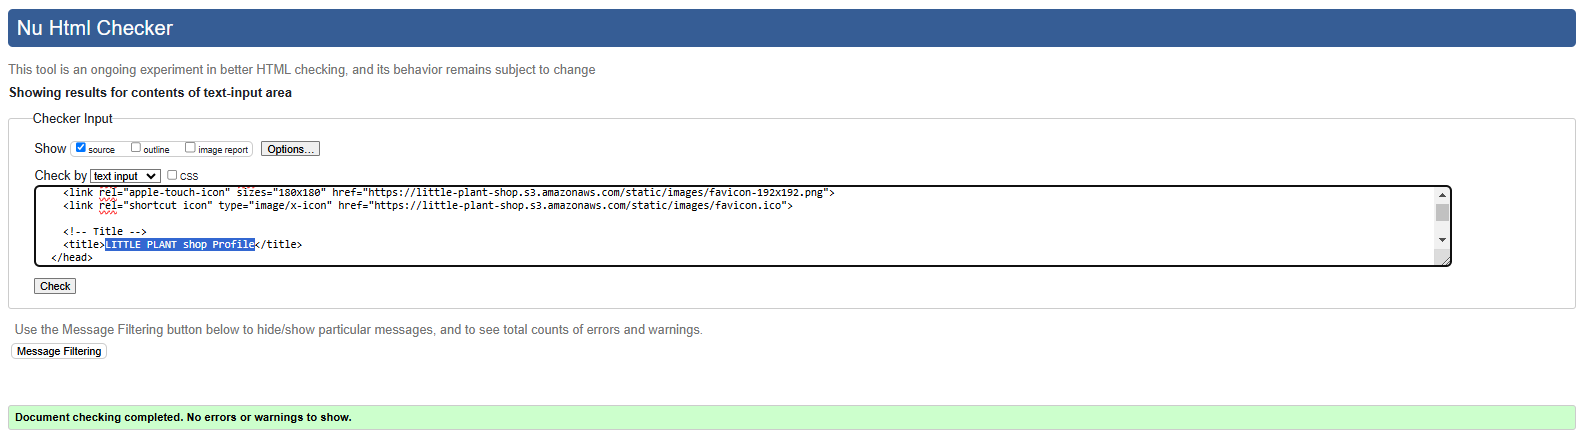 Nu Html Checker
This tool is an ongoing experiment in better HTML checking, and its behavior remains subject to change
Showing results for contents of text-input area
Checker Input
Show source outline image report Options...
Check by text input css
<link rel="apple-touch-icon" sizes="180x180" href="https://little-plant-shop.s3.amazonaws.com/static/images/favicon-192x192.png">
<link rel="shortcut icon" type="image/x-icon" href="https://little-plant-shop.s3.amazonaws.com/static/images/favicon.ico">
<!-- Title -->
<title>LITTLE PLANT shop Profile</title>
</head>
Check
Use the Message Filtering button below to hide/show particular messages, and to see total counts of errors and warnings.
Message Filtering
Document checking completed. No errors or warnings to show.